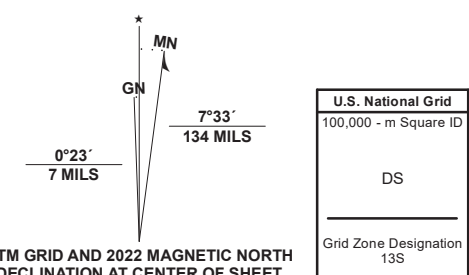 ★
MN
GN
7°33´
134 MILS
0°23´
7 MILS
TM GRID AND 2022 MAGNETIC NORTH
DECLINATION AT CENTER OF SHEET
U.S. National Grid
100,000 - m Square ID
DS
Grid Zone Designation
13S